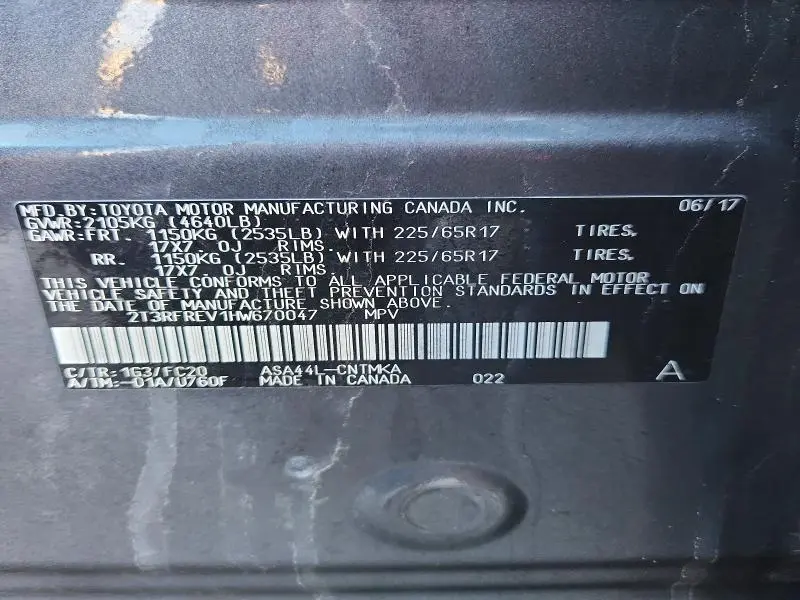 MFD.BY:TOYOTA MOTOR MANUFACTURING CANADA INC. 06/17
GVWR:2105KG (4640LB)
GAWR:FRT. 1150KG (2535LB) WITH 225/65R17 TIRES.
17X7. 0J RIMS.
RR. 1150KG (2535LB) WITH 225/65R17 TIRES.
17X7. 0J RIMS.
THIS VEHICLE CONFORMS TO ALL APPLICABLE FEDERAL MOTOR
VEHICLE SAFETY AND THEFT PREVENTION STANDARDS IN EFFECT ON
THE DATE OF MANUFACTURE SHOWN ABOVE.
2T3RFREV1HW670047 MPV
C/TR:1G3/FC20 ASA44L-CNTMKA
A/TM:-01A/U760F MADE IN CANADA 022 A